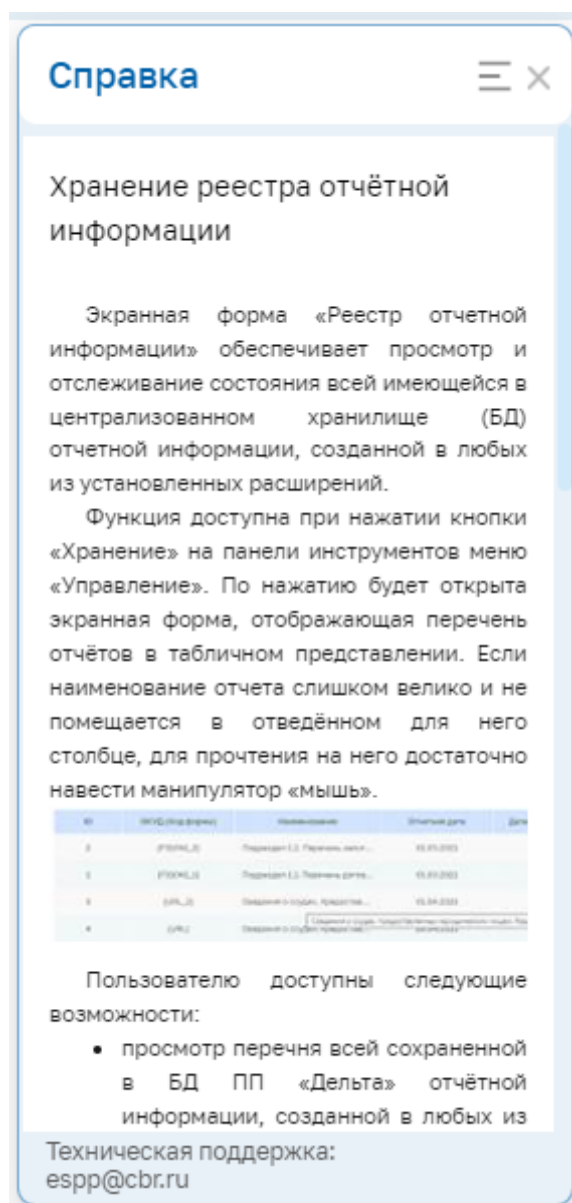 Справка
Хранение реестра отчётной
информации
Экранная форма «Реестр отчетной
информации» обеспечивает просмотр и
отслеживание состояния всей имеющейся в
централизованном хранилище (БД)
отчетной информации, созданной в любых
из установленных расширений.
Функция доступна при нажатии кнопки
«Хранение» на панели инструментов меню
«Управление». По нажатию будет открыта
экранная форма, отображающая перечень
отчётов в табличном представлении. Если
наименование отчета слишком велико и не
помещается в отведённом для него
столбце, для прочтения на него достаточно
навести манипулятор «мышь».
Наименование Отчетная дата
Пользователю доступны следующие
возможности:
• просмотр перечня всей сохраненной
в БД ПП «Дельта» отчётной
информации, созданной в любых из
Техническая поддержка:
espp@cbr.ru